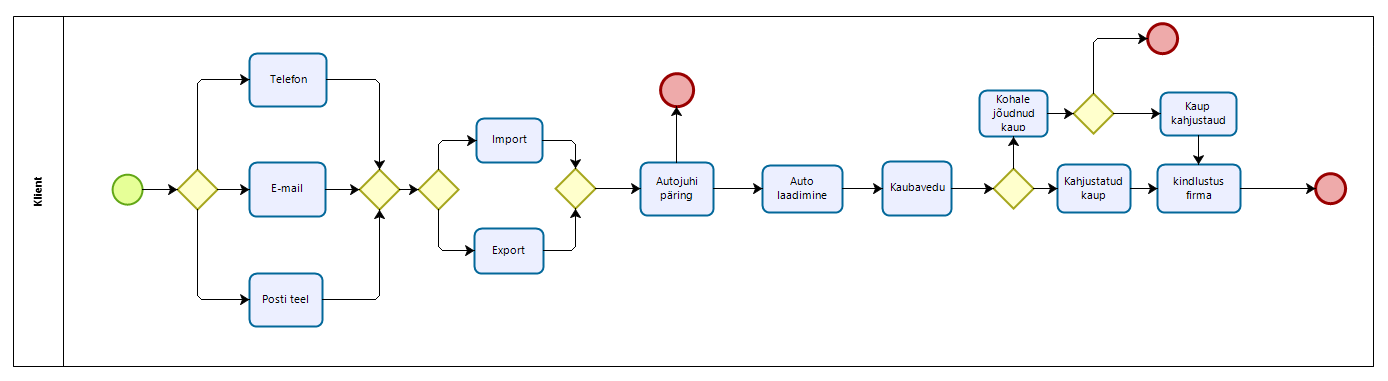 Klient
Telefon
E-mail
Posti teel
Import
Export
Autojuhi
päring
Auto
laadimine
Kaubavedu
Kohale
jõudnud
kaup
Kaup
kahjustaud
Kahjustatud
kaup
kindlustus
firma